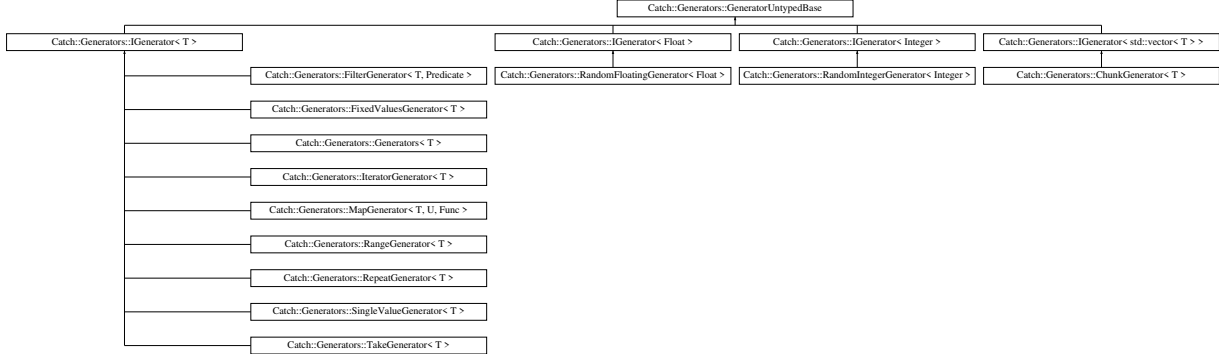 Catch::Generators::GeneratorUntypedBase
Catch::Generators::IGenerator< T >
Catch::Generators::IGenerator< Float >
Catch::Generators::IGenerator< Integer >
Catch::Generators::IGenerator< std::vector< T > >
Catch::Generators::FilterGenerator< T, Predicate >
Catch::Generators::RandomFloatingGenerator< Float >
Catch::Generators::RandomIntegerGenerator< Integer >
Catch::Generators::ChunkGenerator< T >
Catch::Generators::FixedValuesGenerator< T >
Catch::Generators::Generators< T >
Catch::Generators::IteratorGenerator< T >
Catch::Generators::MapGenerator< T, U, Func >
Catch::Generators::RangeGenerator< T >
Catch::Generators::RepeatGenerator< T >
Catch::Generators::SingleValueGenerator< T >
Catch::Generators::TakeGenerator< T >